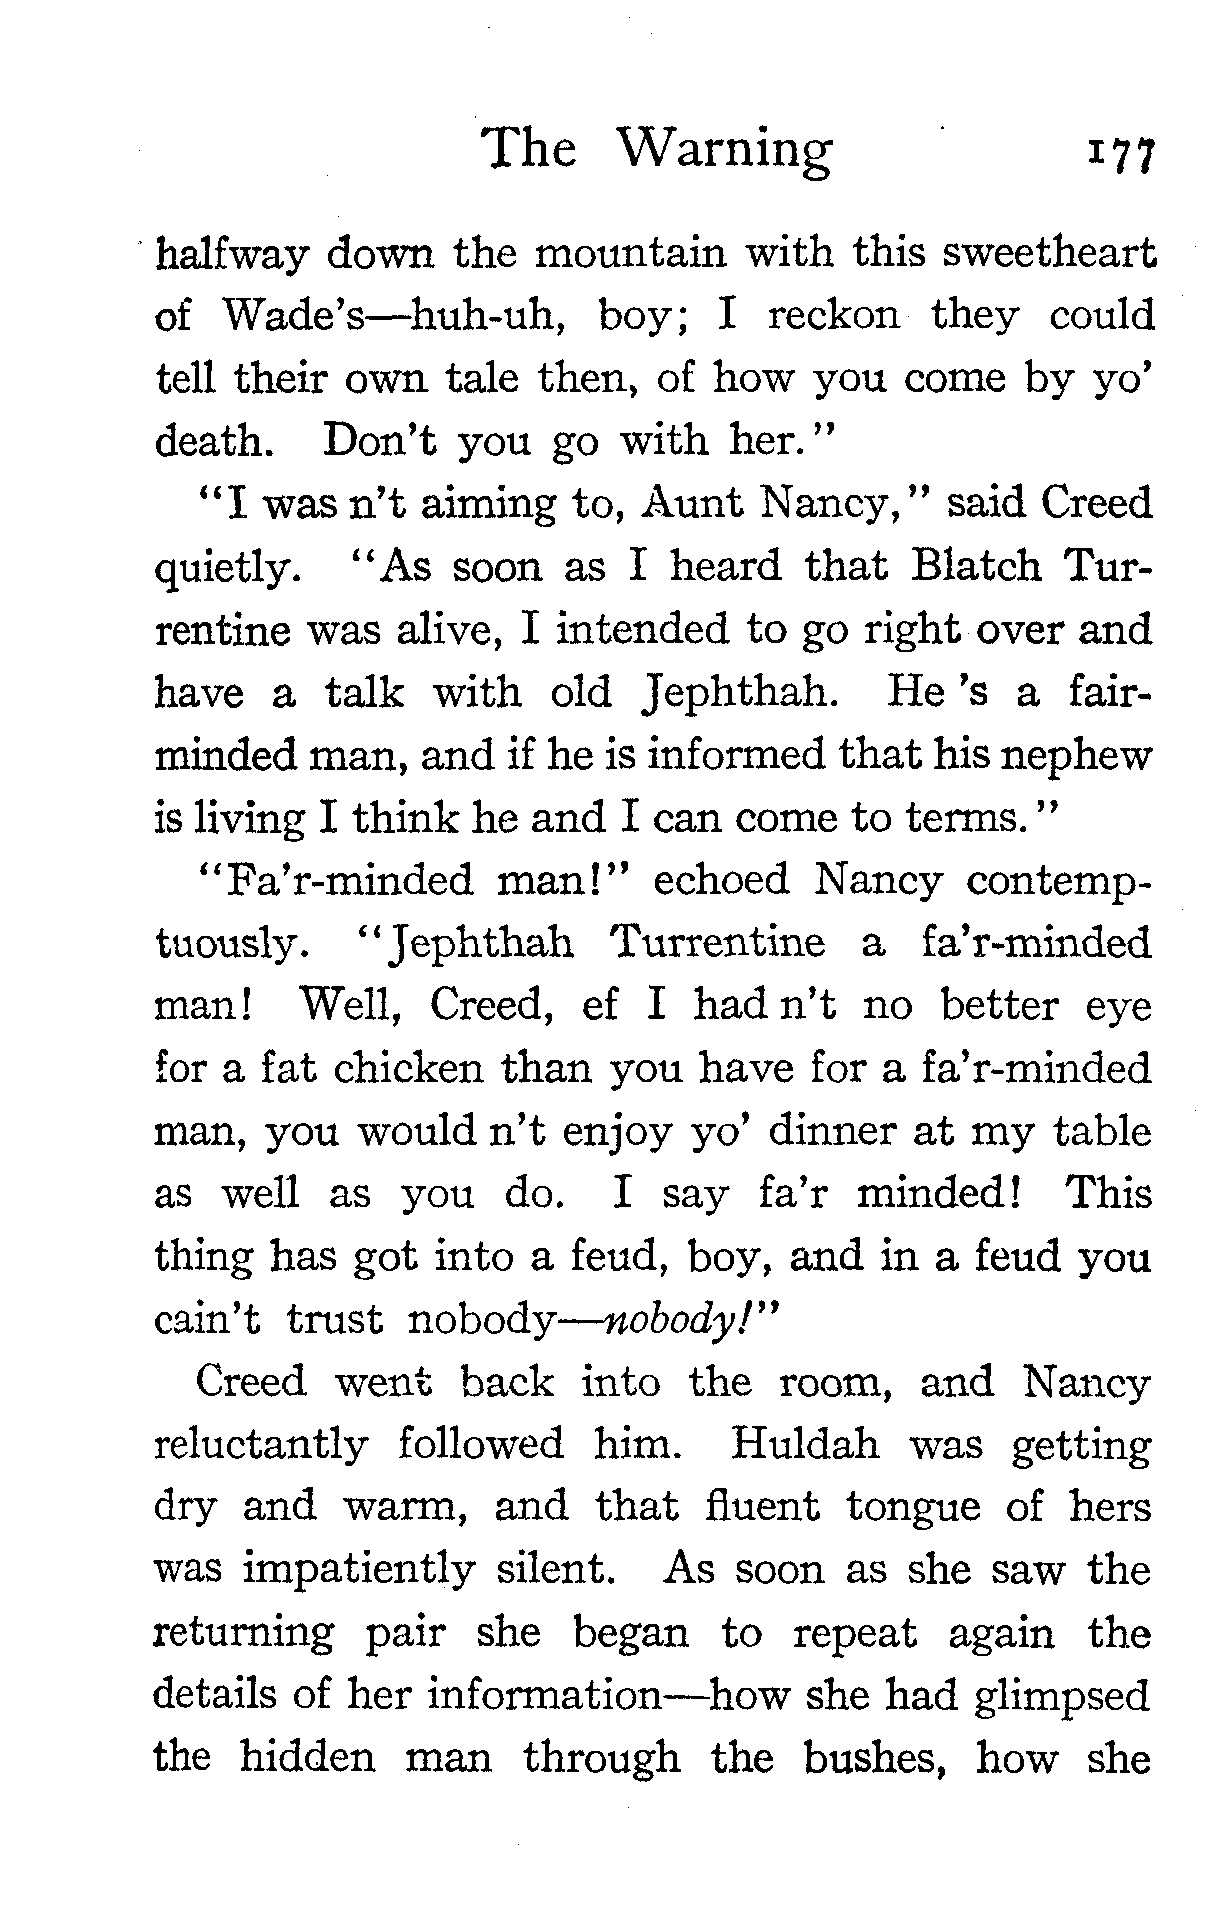 The Warning 177
halfway down the mountain with this sweetheart
of Wade's—huh-uh, boy; I reckon they could
tell their own tale then, of how you come by yo'
death. Don't you go with her."
"I was n't aiming to, Aunt Nancy," said Creed
quietly. "As soon as I heard that Blatch Tur-
rentine was alive, I intended to go right over and
have a talk with old Jephthah. He 's a fair-
minded man, and if he is informed that his nephew
is living I think he and I can come to terms."
"Fa'r-minded man!" echoed Nancy contemp-
tuously. "Jephthah Turrentine a fa'r-minded
man! Well, Creed, ef I had n't no better eye
for a fat chicken than you have for a fa'r-minded
man, you would n't enjoy yo' dinner at my table
as well as you do. I say fa'r minded! This
thing has got into a feud, boy, and in a feud you
cain't trust nobody—nobody!"
Creed went back into the room, and Nancy
reluctantly followed him. Huldah was getting
dry and warm, and that fluent tongue of hers
was impatiently silent. As soon as she saw the
returning pair she began to repeat again the
details of her information—how she had glimpsed
the hidden man through the bushes, how she